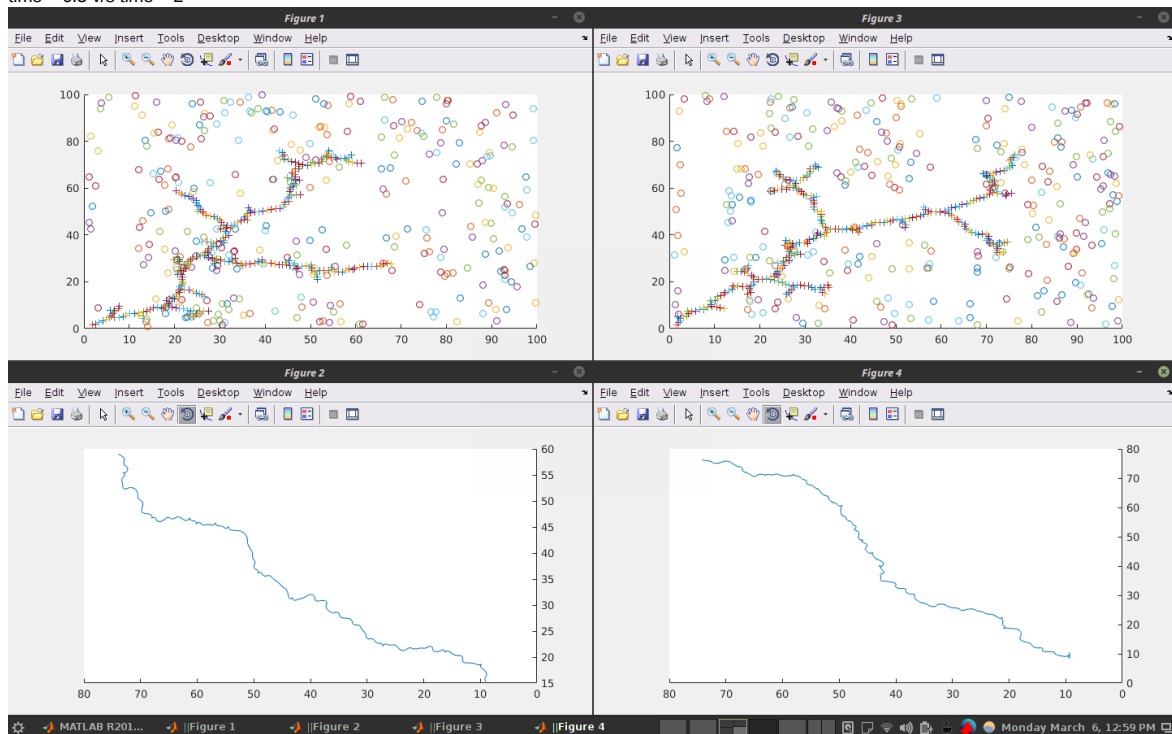 time = 0.5 v/s time = 2
Figure 1
File Edit View Insert Tools Desktop Window Help
100
80
60
40
20
0
0 10 20 30 40 50 60 70 80 90 100
Figure 3
File Edit View Insert Tools Desktop Window Help
100
80
60
40
20
0
0 10 20 30 40 50 60 70 80 90 100
Figure 2
File Edit View Insert Tools Desktop Window Help
60
55
50
45
40
35
30
25
20
15
80 70 60 50 40 30 20 10 0
Figure 4
File Edit View Insert Tools Desktop Window Help
80
70
60
50
40
30
20
10
0
80 70 60 50 40 30 20 10 0
MATLAB R201... ||Figure 1 ||Figure 2 ||Figure 3 ||Figure 4 Monday March 6, 12:59 PM